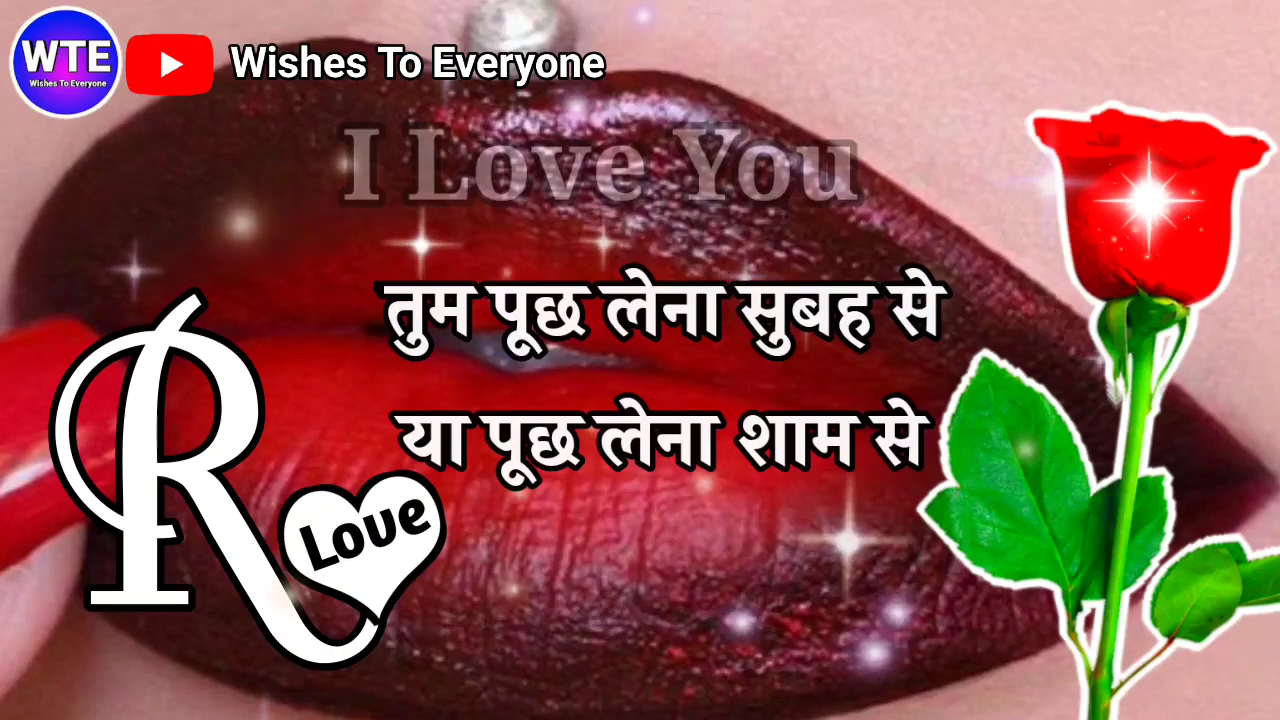 WTE
Wishes To Everyone
Wishes To Everyone
I Love You
तुम पूछ लेना सुबह से
या पूछ लेना शाम से
R
Love